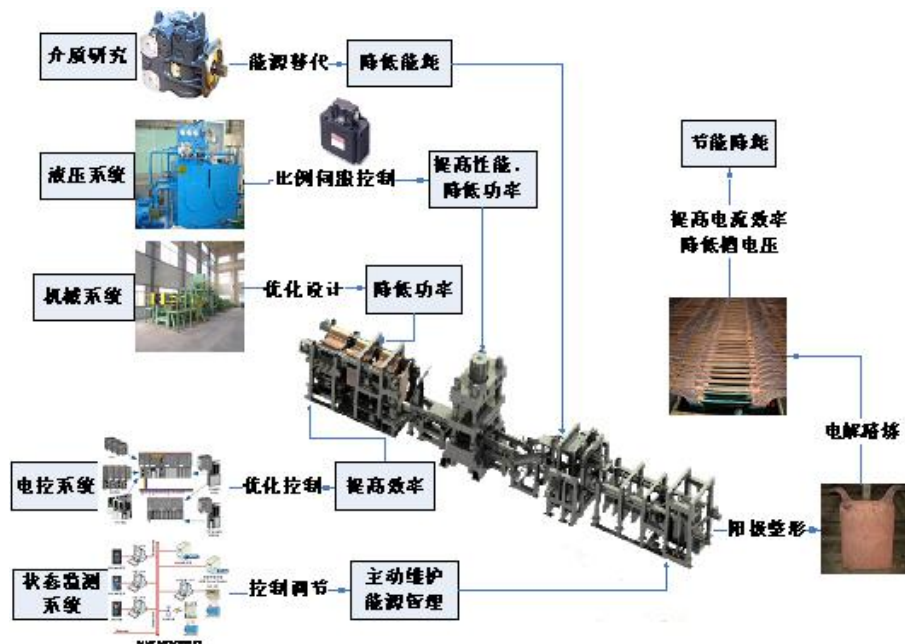 介质研究
能源替代
降低能耗
液压系统
比例伺服控制
提高性能、
降低功率
机械系统
优化设计
降低功率
电控系统
优化控制
提高效率
状态监测
系统
控制调节
主动维护
能源管理
阳极整形
电解精炼
提高电流效率
降低槽电压
节能降耗